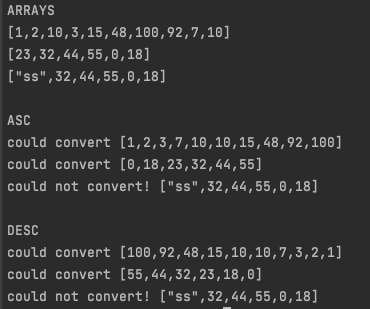 ARRAYS
[1,2,10,3,15,48,100,92,7,10]
[23,32,44,55,0,18]
["ss",32,44,55,0,18]
ASC
could convert [1,2,3,7,10,10,15,48,92,100]
could convert [0,18,23,32,44,55]
could not convert! ["ss",32,44,55,0,18]
DESC
could convert [100,92,48,15,10,10,7,3,2,1]
could convert [55,44,32,23,18,0]
could not convert! ["ss",32,44,55,0,18]